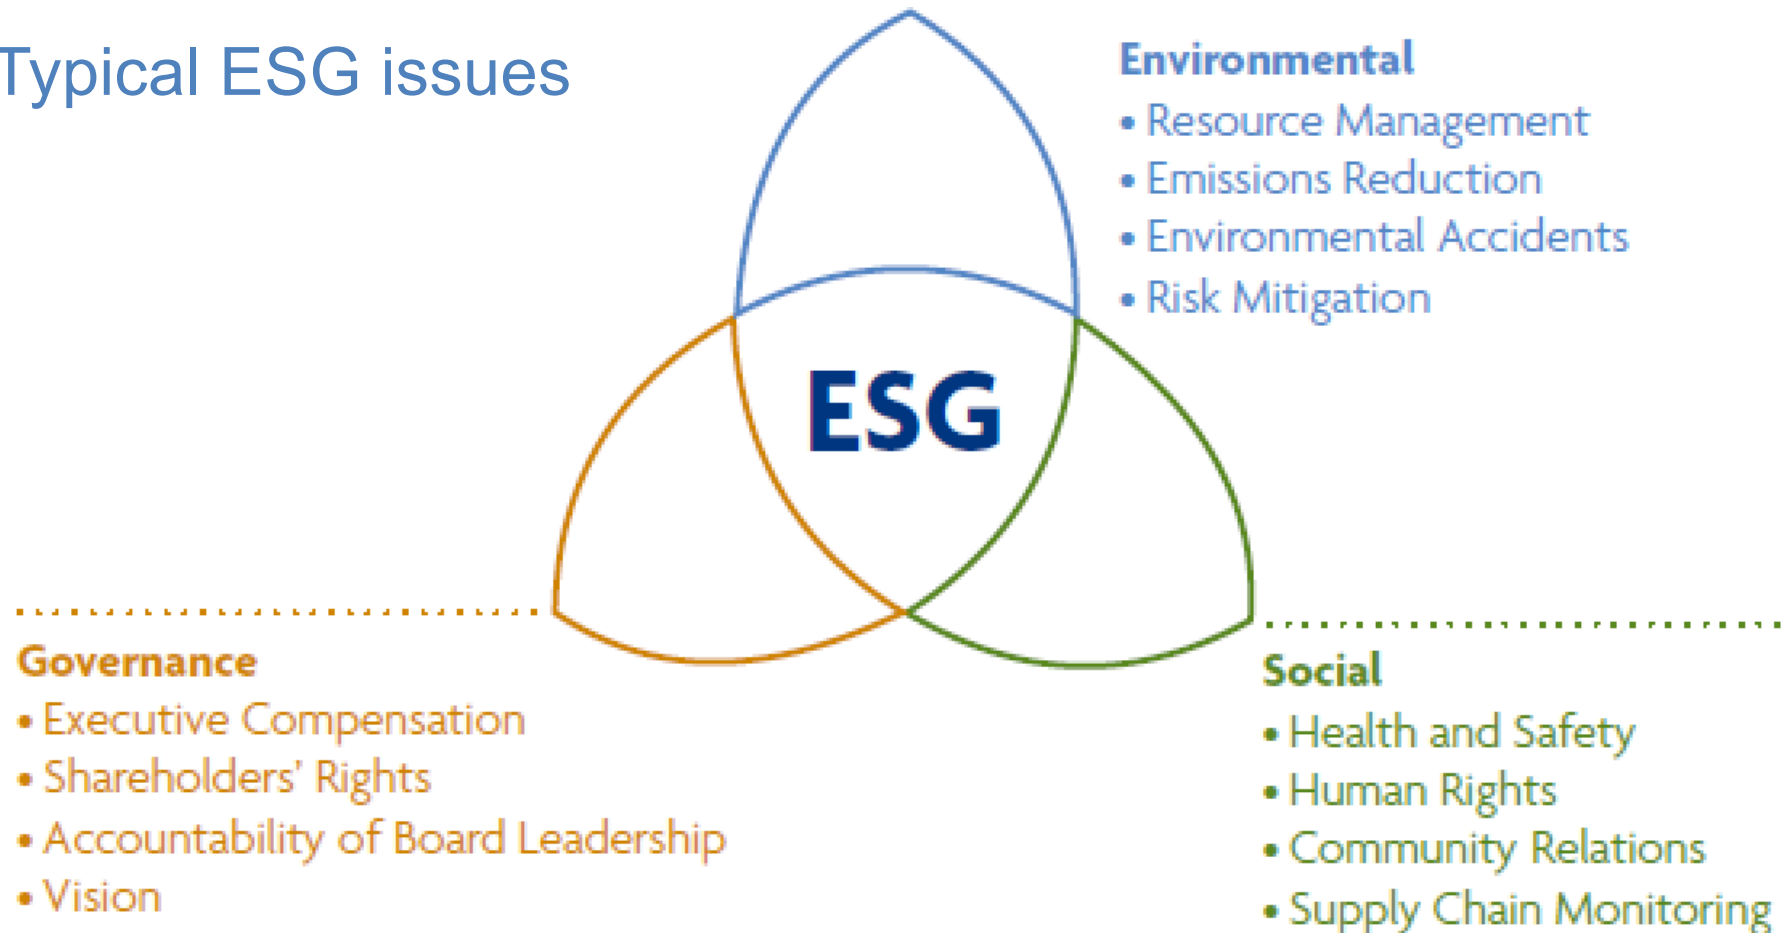 Typical ESG issues
Environmental
• Resource Management
• Emissions Reduction
• Environmental Accidents
• Risk Mitigation
ESG
Governance
• Executive Compensation
• Shareholders’ Rights
• Accountability of Board Leadership
• Vision
Social
• Health and Safety
• Human Rights
• Community Relations
• Supply Chain Monitoring